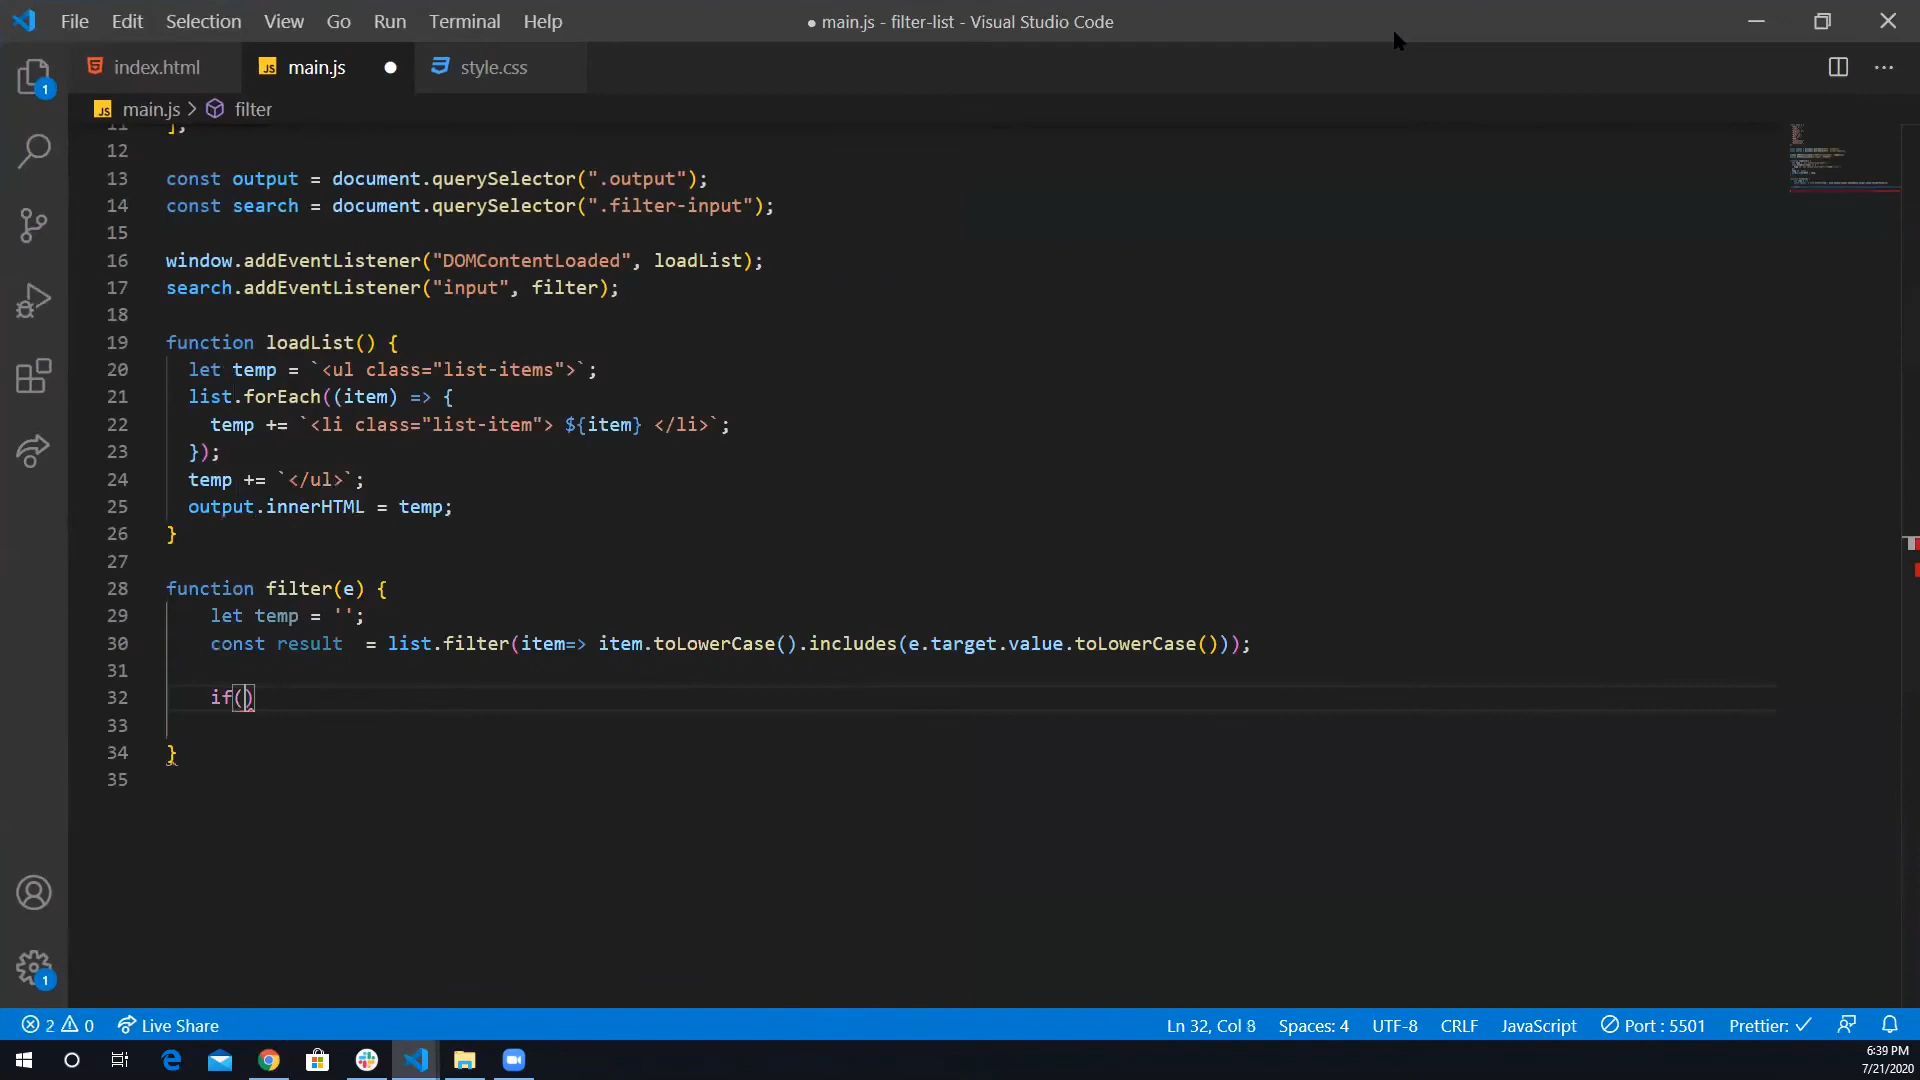 File Edit Selection View Go Run Terminal Help ● main.js - filter-list - Visual Studio Code
index.html JS main.js style.css
1
JS main.js > filter
11 ];
12
13 const output = document.querySelector(".output");
14 const search = document.querySelector(".filter-input");
15
16 window.addEventListener("DOMContentLoaded", loadList);
17 search.addEventListener("input", filter);
18
19 function loadList() {
20 let temp = `<ul class="list-items">`;
21 list.forEach((item) => {
22 temp += `<li class="list-item"> ${item} </li>`;
23 });
24 temp += `</ul>`;
25 output.innerHTML = temp;
26 }
27
28 function filter(e) {
29 let temp = '';
30 const result  = list.filter(item=> item.toLowerCase().includes(e.target.value.toLowerCase()));
31
32 if()
33
34 }
35
1
2 0 Live Share Ln 32, Col 8 Spaces: 4 UTF-8 CRLF JavaScript Port : 5501 Prettier: ✓
6:39 PM
7/21/2020